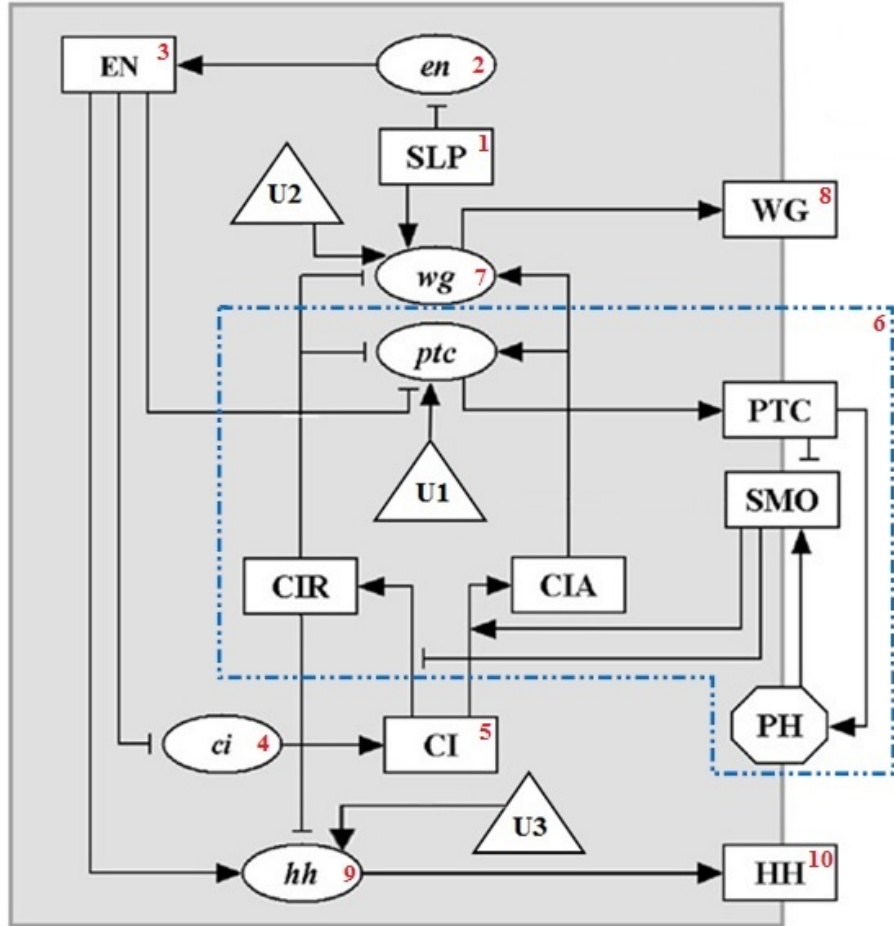 EN 3
en 2
SLP 1
U2
WG 8
wg 7
6
ptc
PTC
U1
SMO
CIR
CIA
PH
ci 4
CI 5
U3
hh 9
HH 10